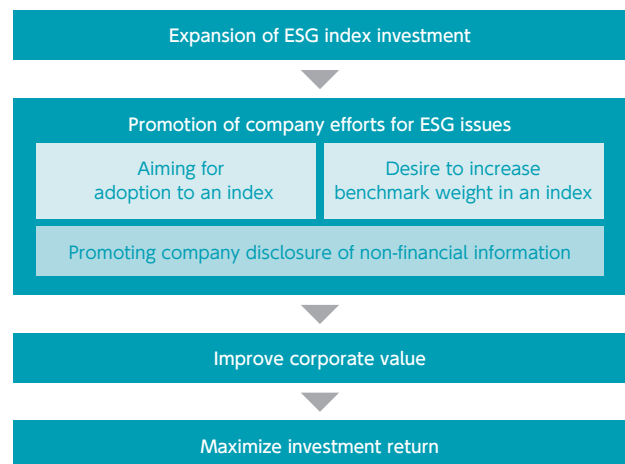 Expansion of ESG index investment
Promotion of company efforts for ESG issues
Aiming for
adoption to an index
Desire to increase
benchmark weight in an index
Promoting company disclosure of non-financial information
Improve corporate value
Maximize investment return